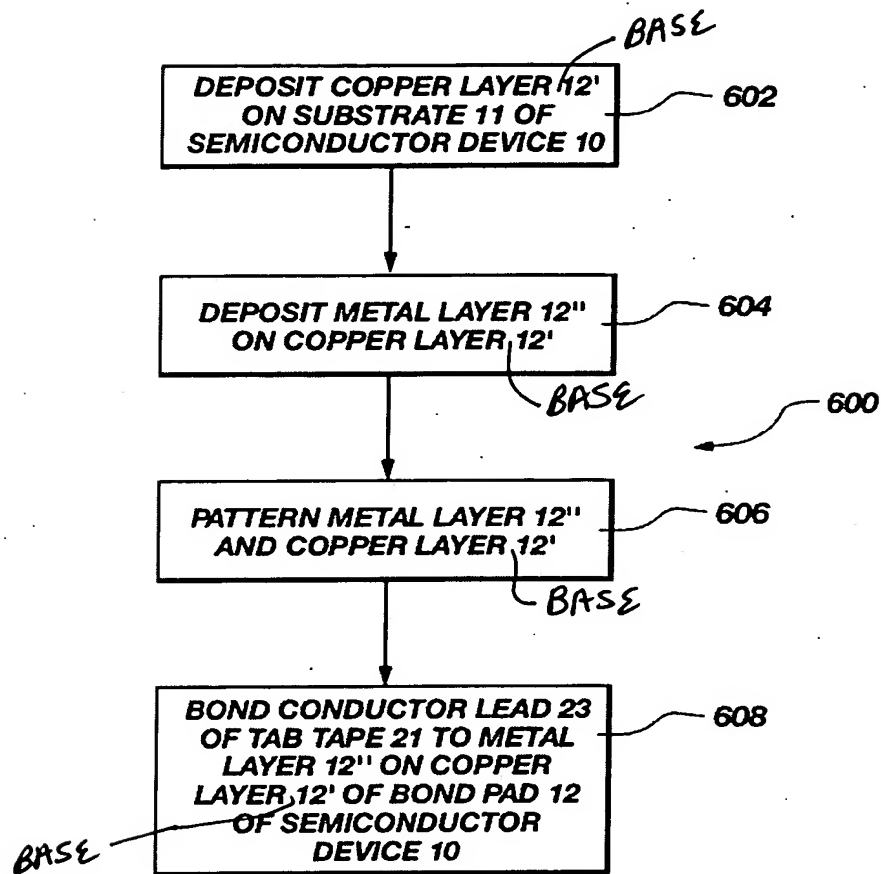 BASE
DEPOSIT COPPER LAYER 12'
ON SUBSTRATE 11 OF
SEMICONDUCTOR DEVICE 10
602
DEPOSIT METAL LAYER 12"
ON COPPER LAYER 12'
604
BASE
600
PATTERN METAL LAYER 12"
AND COPPER LAYER 12'
606
BASE
BOND CONDUCTOR LEAD 23
OF TAB TAPE 21 TO METAL
LAYER 12" ON COPPER
LAYER 12' OF BOND PAD 12
OF SEMICONDUCTOR
DEVICE 10
608
BASE